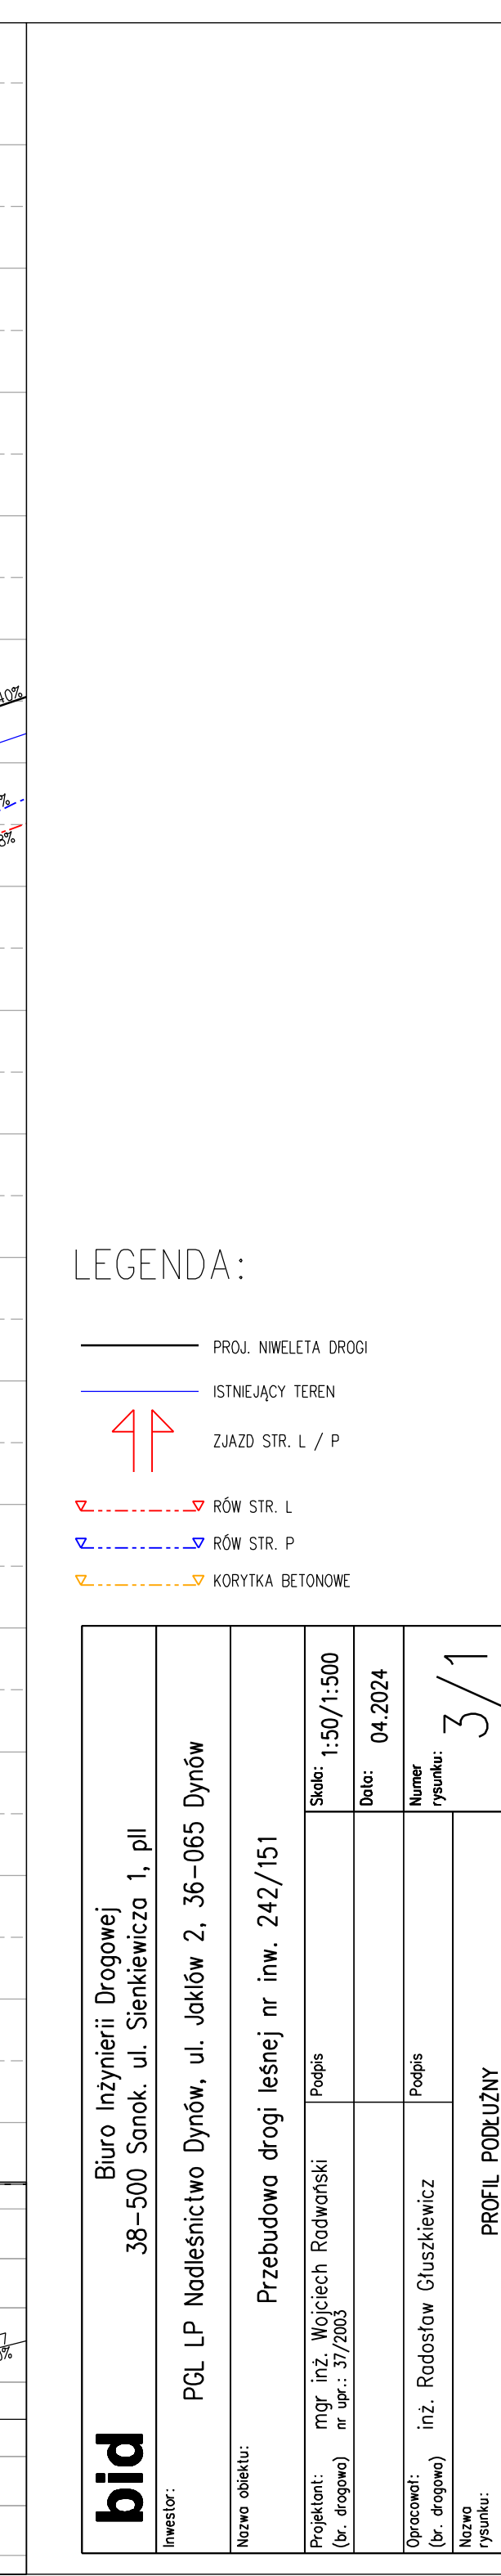 40%
%
8%
LEGENDA:
PROJ. NIWELETA DROGI
ISTNIEJĄCY TEREN
ZJAZD STR. L / P
RÓW STR. L
RÓW STR. P
KORYTKA BETONOWE
bid
Biuro Inżynierii Drogowej
38-500 Sanok. ul. Sienkiewicza 1, pII
Inwestor:
PGL LP Nadleśnictwo Dynów, ul. Jaklów 2, 36-065 Dynów
Nazwa obiektu:
Przebudowa drogi leśnej nr inw. 242/151
Projektant:
(br. drogowa)
mgr inż. Wojciech Radwański
nr upr.: 37/2003
Podpis
Skala:
1:50/1:500
Data:
04.2024
Opracował:
(br. drogowa)
inż. Radosław Głuszkiewicz
Podpis
Numer
rysunku:
3/1
Nazwa
rysunku:
PROFIL PODŁUŻNY